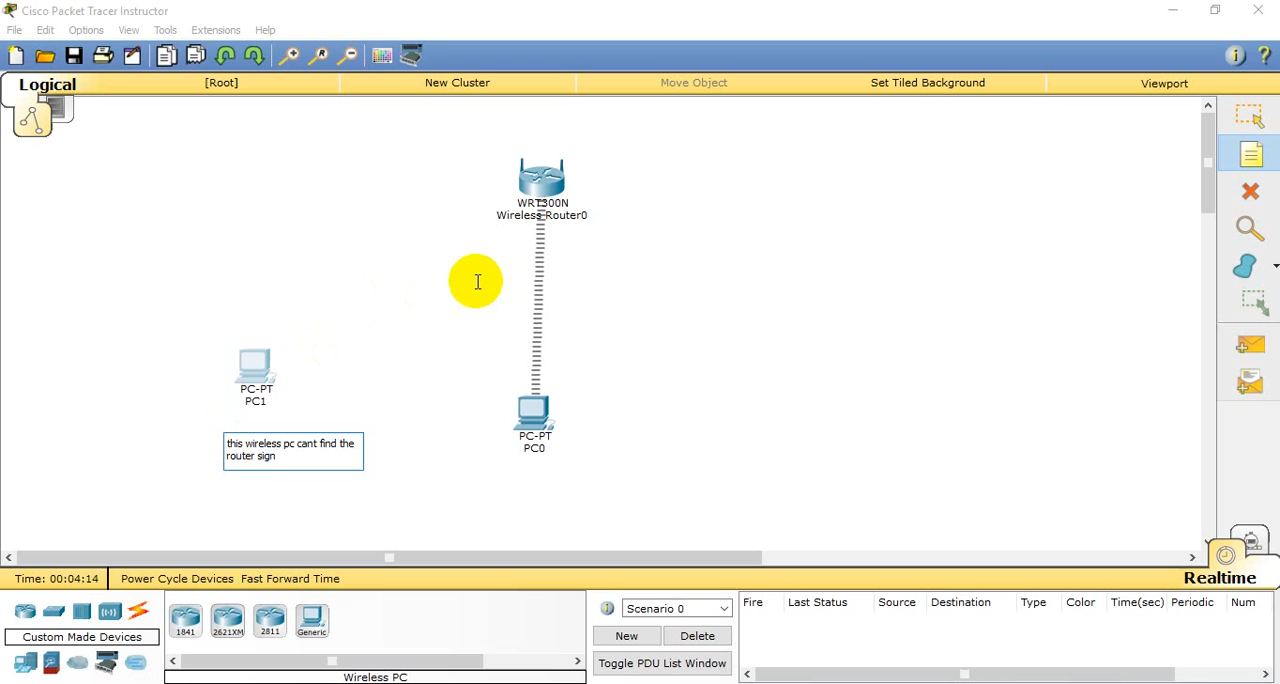 Cisco Packet Tracer Instructor
File Edit Options View Tools Extensions Help
Logical [Root] New Cluster Move Object Set Tiled Background Viewport
WRT300N
Wireless Router0
PC-PT
PC1
PC-PT
PC0
this wireless pc cant find the
router sign
Time: 00:04:14 Power Cycle Devices Fast Forward Time Realtime
Custom Made Devices
1841 2621XM 2811 Generic
Wireless PC
Scenario 0
New Delete
Toggle PDU List Window
Fire Last Status Source Destination Type Color Time(sec) Periodic Num